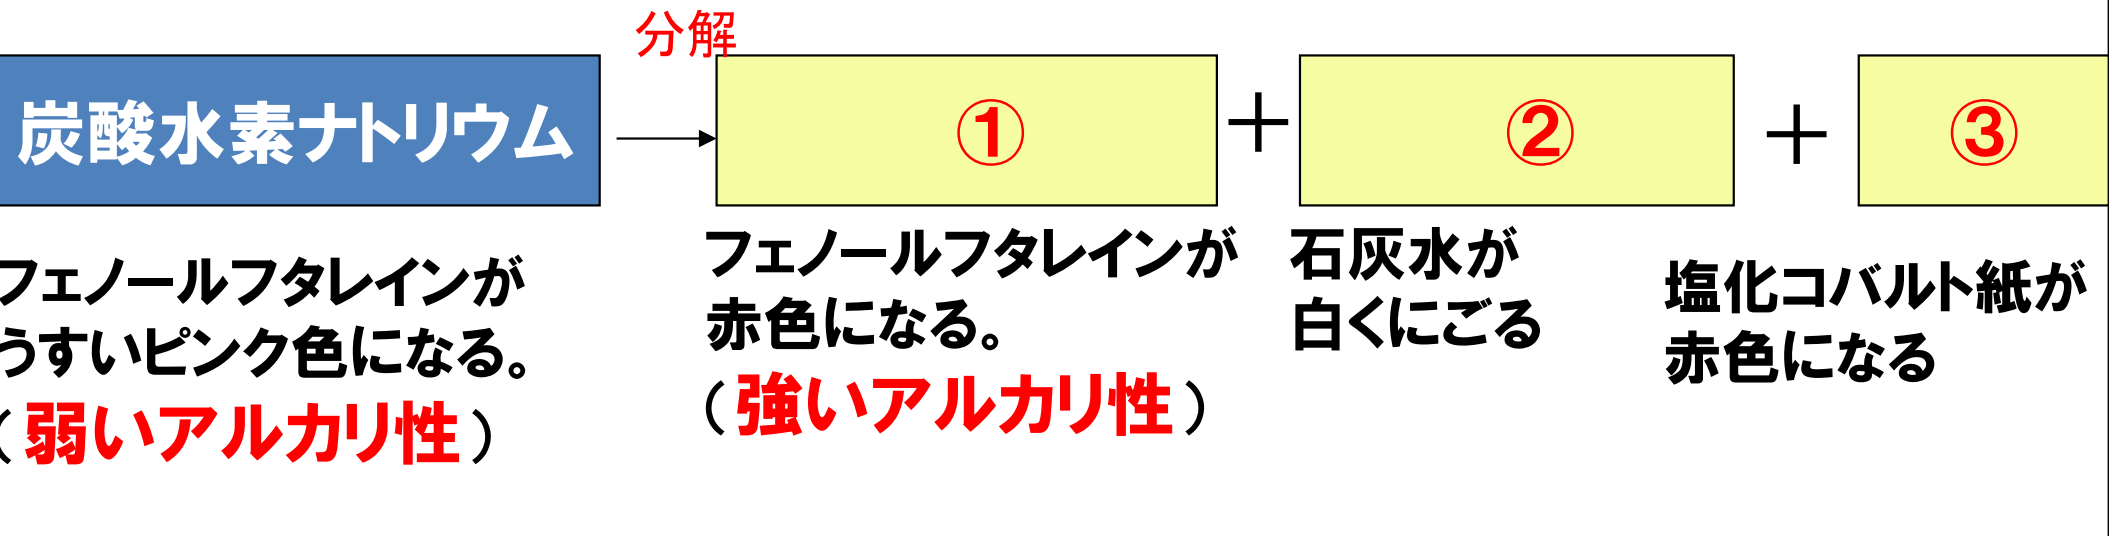 分解
炭酸水素ナトリウム
①
+
②
+
③
フェノールフタレインが
うすいピンク色になる。
(弱いアルカリ性)
フェノールフタレインが
赤色になる。
(強いアルカリ性)
石灰水が
白くにごる
塩化コバルト紙が
赤色になる